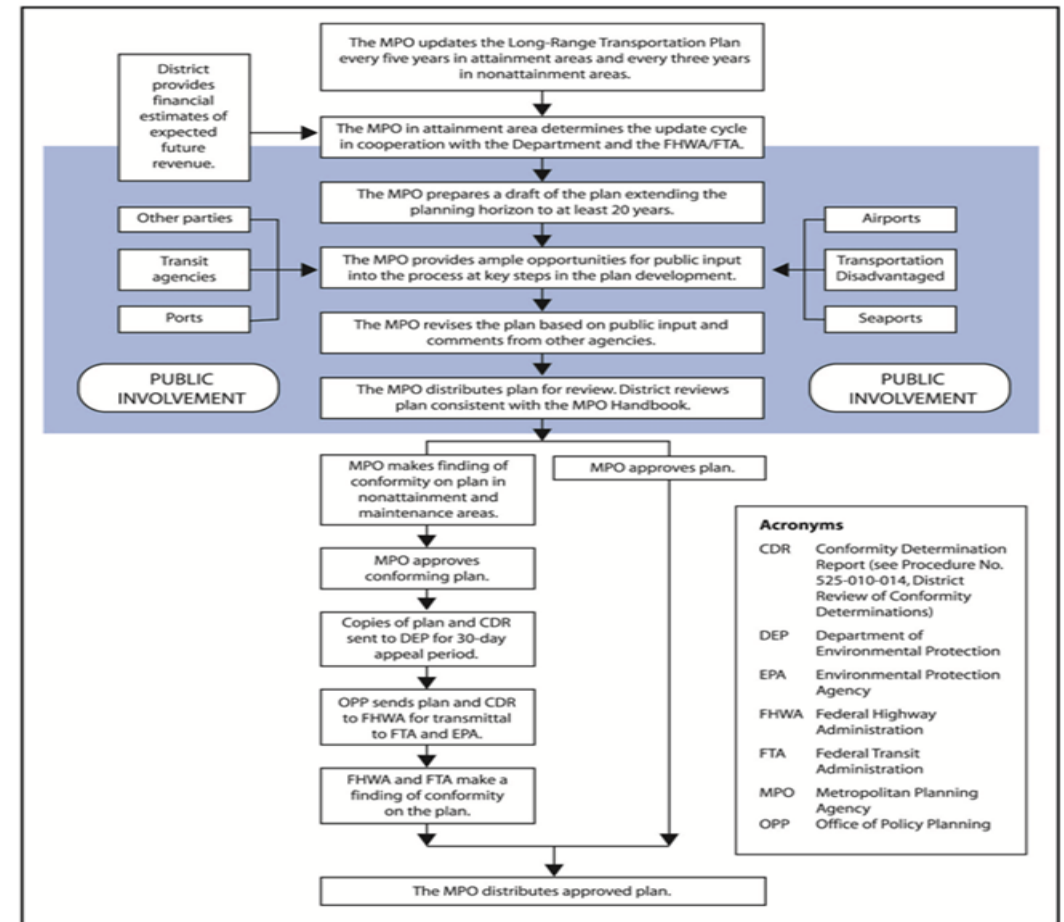 The MPO updates the Long-Range Transportation Plan
every five years in attainment areas and every three years
in nonattainment areas.
District
provides
financial
estimates of
expected
future
revenue.
The MPO in attainment area determines the update cycle
in cooperation with the Department and the FHWA/FTA.
The MPO prepares a draft of the plan extending the
planning horizon to at least 20 years.
Other parties
Transit
agencies
Ports
The MPO provides ample opportunities for public input
into the process at key steps in the plan development.
Airports
Transportation
Disadvantaged
Seaports
The MPO revises the plan based on public input and
comments from other agencies.
PUBLIC
INVOLVEMENT
The MPO distributes plan for review. District reviews
plan consistent with the MPO Handbook.
PUBLIC
INVOLVEMENT
MPO makes finding of
conformity on plan in
nonattainment and
maintenance areas.
MPO approves plan.
MPO approves
conforming plan.
Copies of plan and CDR
sent to DEP for 30-day
appeal period.
OPP sends plan and CDR
to FHWA for transmittal
to FTA and EPA.
FHWA and FTA make a
finding of conformity
on the plan.
The MPO distributes approved plan.
Acronyms
CDR Conformity Determination
Report (see Procedure No.
525-010-014, District
Review of Conformity
Determinations)
DEP Department of
Environmental Protection
EPA Environmental Protection
Agency
FHWA Federal Highway
Administration
FTA Federal Transit
Administration
MPO Metropolitan Planning
Agency
OPP Office of Policy Planning